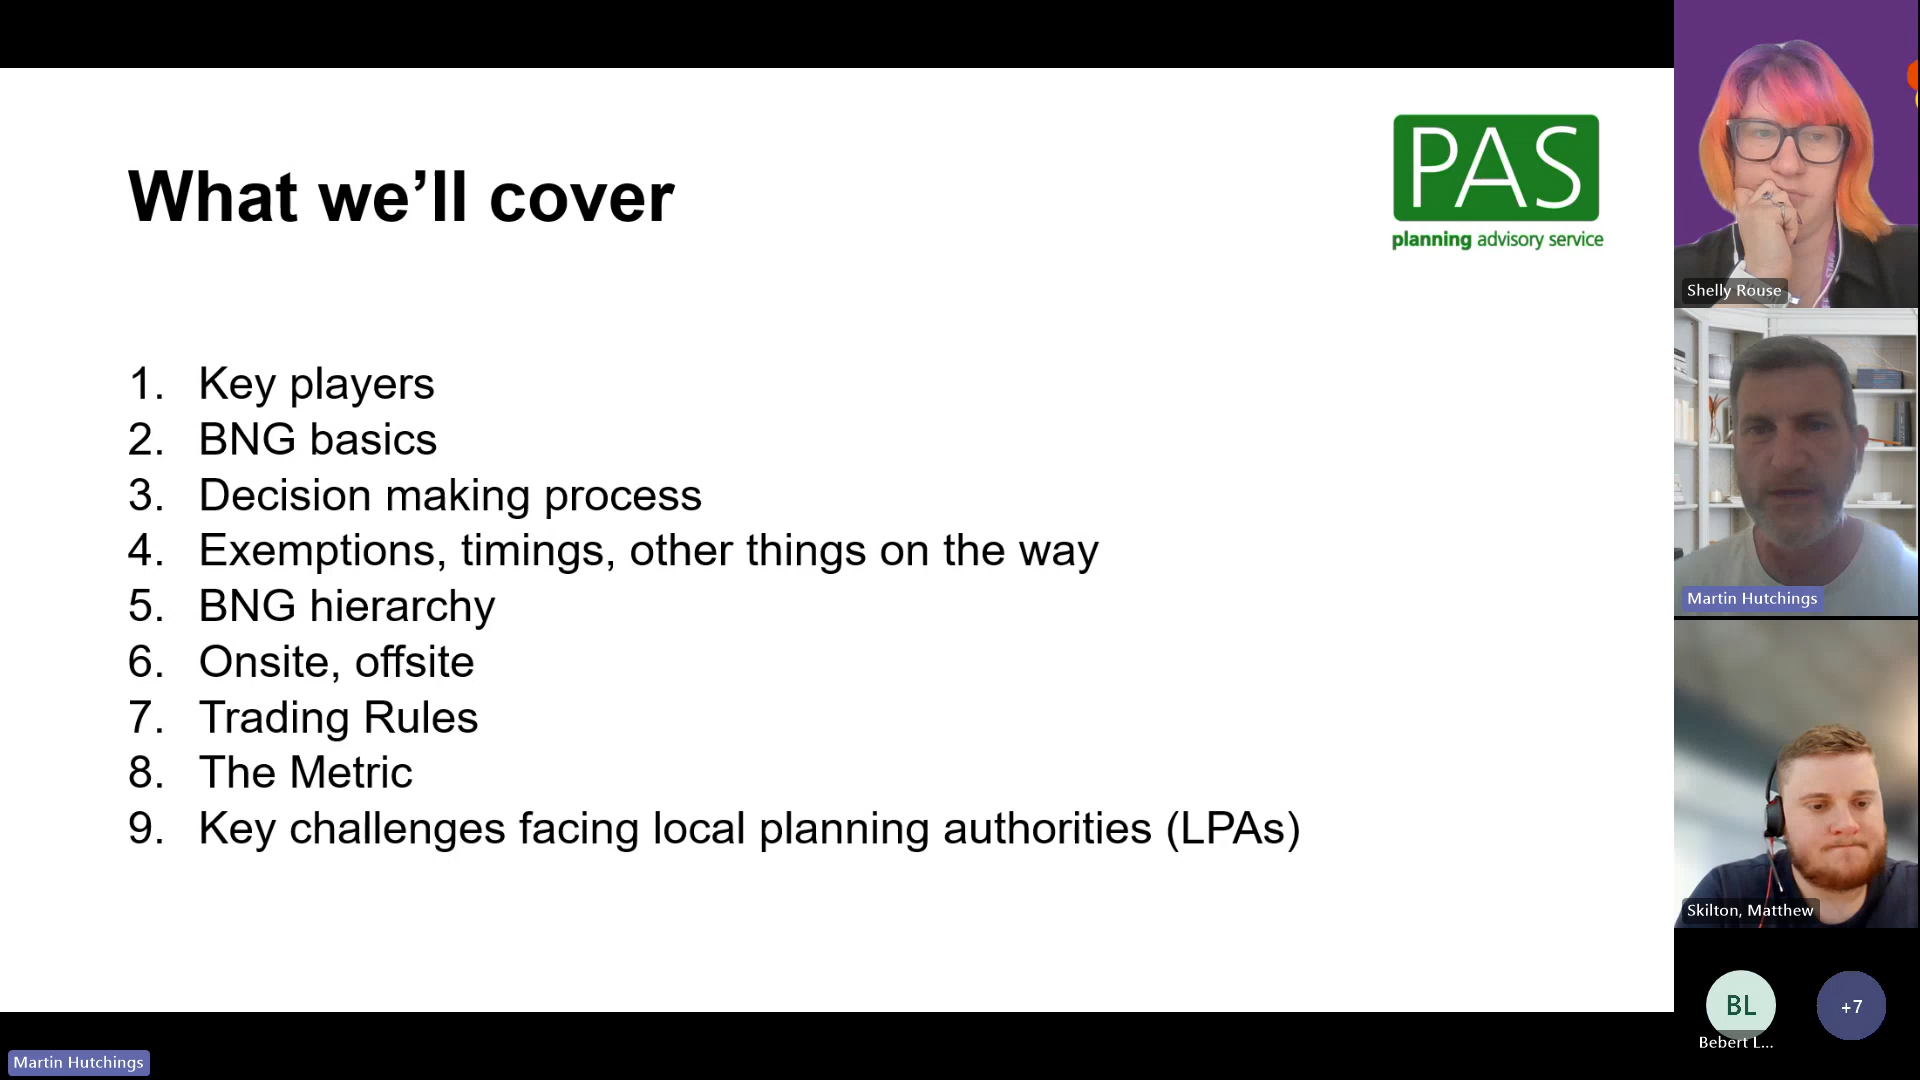 What we’ll cover
PAS
planning advisory service
1. Key players
2. BNG basics
3. Decision making process
4. Exemptions, timings, other things on the way
5. BNG hierarchy
6. Onsite, offsite
7. Trading Rules
8. The Metric
9. Key challenges facing local planning authorities (LPAs)
Shelly Rouse
Martin Hutchings
Skilton, Matthew
BL
Bebert L...
+7
Martin Hutchings